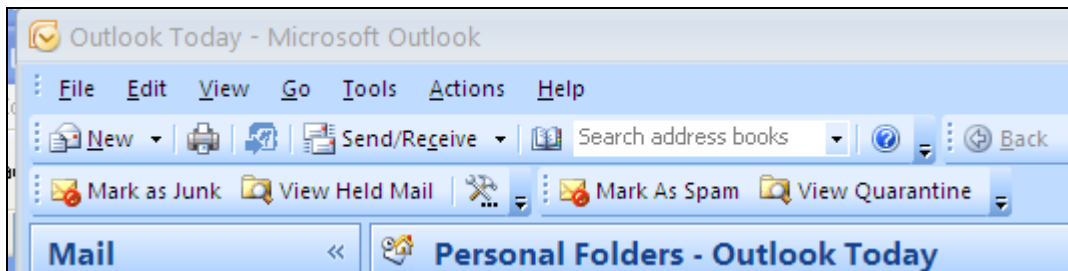 Outlook Today - Microsoft Outlook
File Edit View Go Tools Actions Help
New Send/Receive Search address books Back
Mark as Junk View Held Mail Mark As Spam View Quarantine
Mail « Personal Folders - Outlook Today